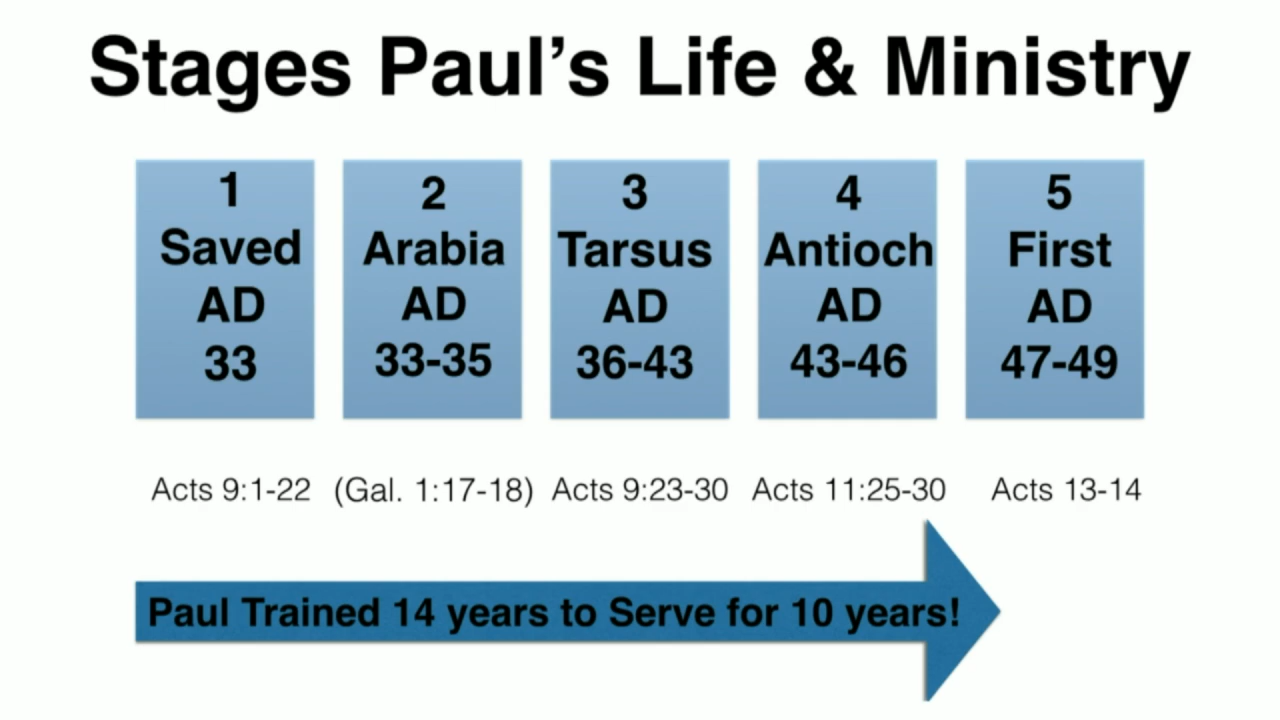 Stages Paul’s Life & Ministry
1
Saved
AD
33
2
Arabia
AD
33-35
3
Tarsus
AD
36-43
4
Antioch
AD
43-46
5
First
AD
47-49
Acts 9:1-22
(Gal. 1:17-18)
Acts 9:23-30
Acts 11:25-30
Acts 13-14
Paul Trained 14 years to Serve for 10 years!